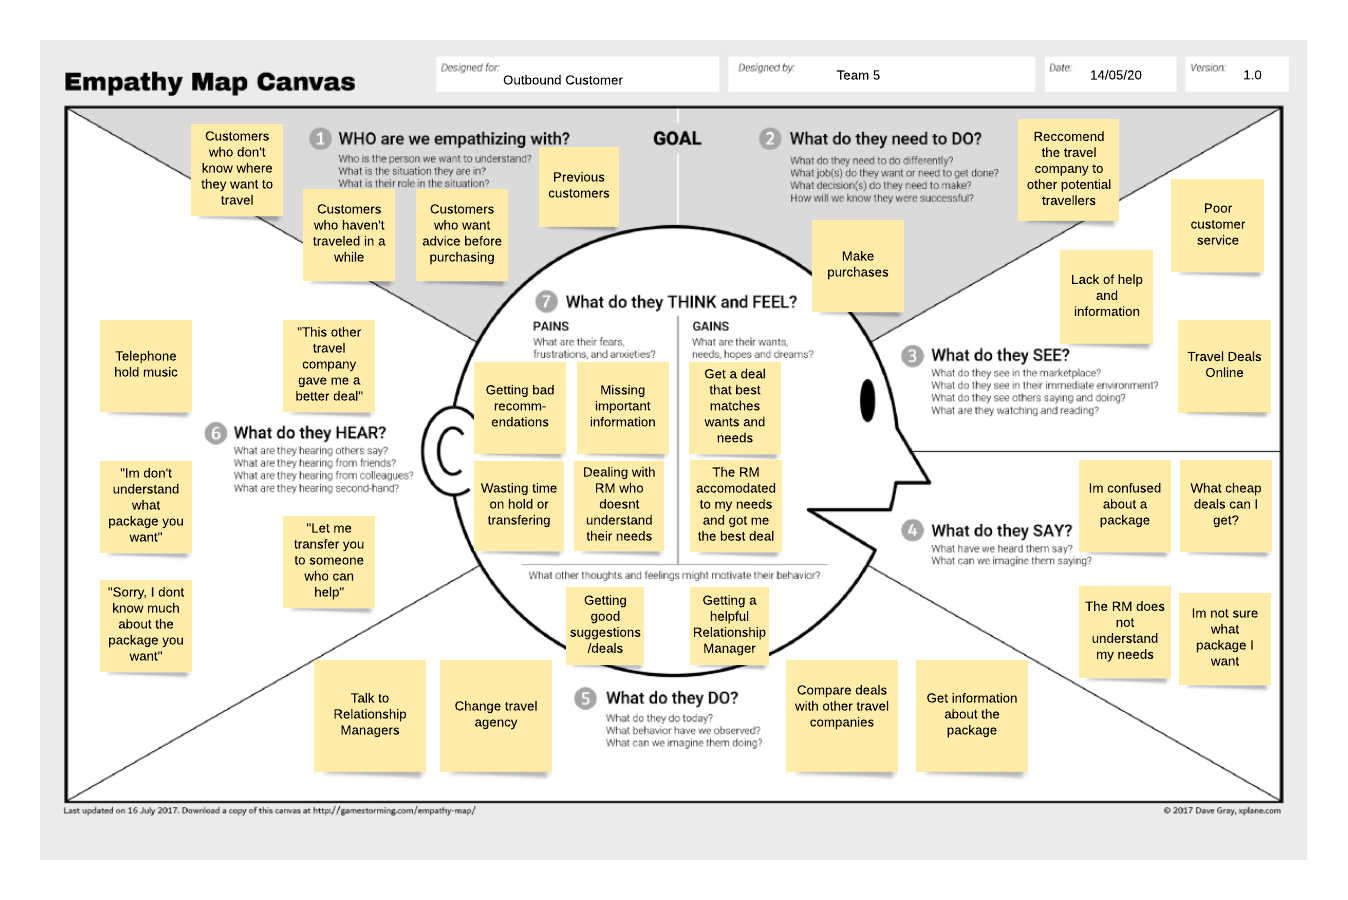 Empathy Map Canvas
Designed for:
Outbound Customer
Designed by:
Team 5
Date:
14/05/20
Version:
1.0
Customers
who don't
know where
they want to
travel
1 WHO are we empathizing with?
Who is the person we want to understand?
What is the situation they are in?
What is their role in the situation?
Customers
who haven't
traveled in a
while
Customers
who want
advice before
purchasing
Previous
customers
GOAL
2 What do they need to DO?
What do they need to do differently?
What job(s) do they want or need to get done?
What decision(s) do they need to make?
How will we know they were successful?
Reccomend
the travel
company to
other potential
travellers
Make
purchases
Poor
customer
service
Lack of help
and
information
Travel Deals
Online
3 What do they SEE?
What do they see in the marketplace?
What do they see in their immediate environment?
What do they see others saying and doing?
What are they watching and reading?
4 What do they SAY?
What have we heard them say?
What can we imagine them saying?
Im confused
about a
package
What cheap
deals can I
get?
The RM does
not
understand
my needs
Im not sure
what
package I
want
5 What do they DO?
What do they do today?
What behavior have we observed?
What can we imagine them doing?
Talk to
Relationship
Managers
Change travel
agency
Compare deals
with other travel
companies
Get information
about the
package
6 What do they HEAR?
What are they hearing others say?
What are they hearing from friends?
What are they hearing from colleagues?
What are they hearing second-hand?
Telephone
hold music
"This other
travel
company
gave me a
better deal"
"Im don't
understand
what
package you
want"
"Let me
transfer you
to someone
who can
help"
"Sorry, I dont
know much
about the
package you
want"
7 What do they THINK and FEEL?
PAINS
What are their fears,
frustrations, and anxieties?
Getting bad
recomm-
endations
Missing
important
information
Wasting time
on hold or
transfering
Dealing with
RM who
doesnt
understand
their needs
GAINS
What are their wants,
needs, hopes and dreams?
Get a deal
that best
matches
wants and
needs
The RM
accomodated
to my needs
and got me
the best deal
What other thoughts and feelings might motivate their behavior?
Getting
good
suggestions
/deals
Getting a
helpful
Relationship
Manager
Last updated on 16 July 2017. Download a copy of this canvas at http://gamestorming.com/empathy-map/
© 2017 Dave Gray, xplane.com